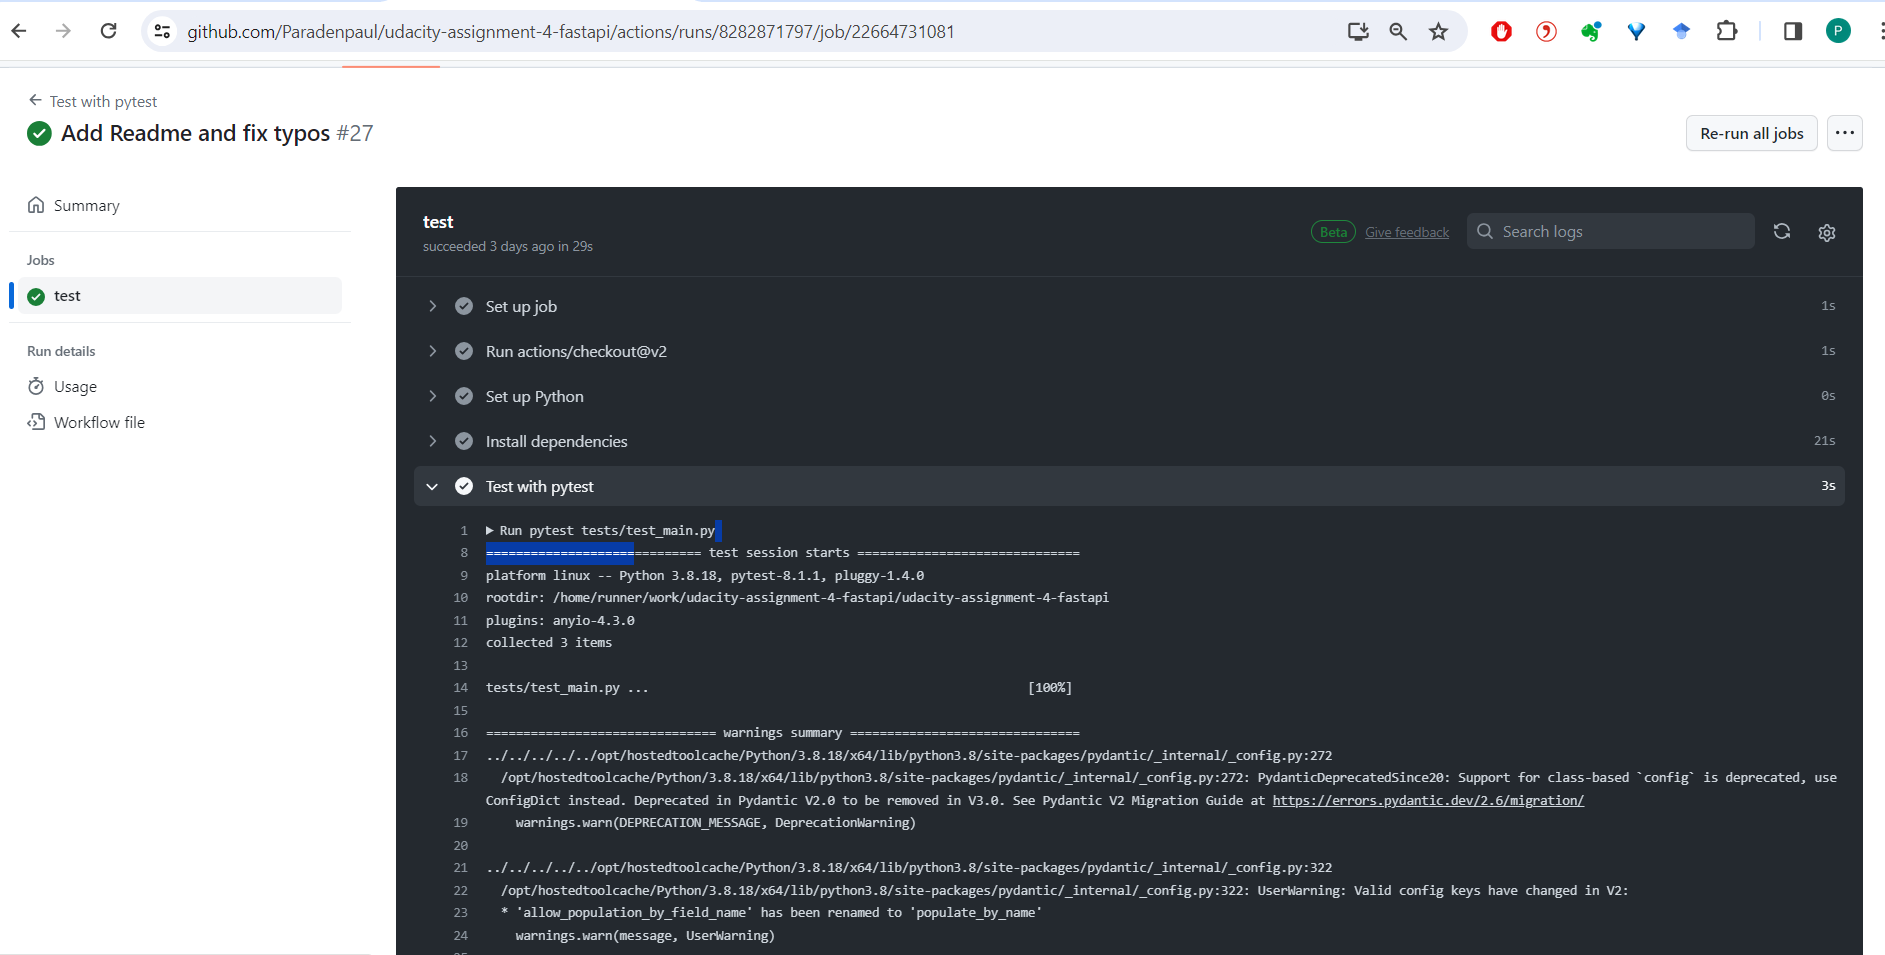 github.com/Paradenpaul/udacity-assignment-4-fastapi/actions/runs/8282871797/job/22664731081
P
Test with pytest
Add Readme and fix typos #27
Re-run all jobs
Summary
Jobs
test
Run details
Usage
Workflow file
test
succeeded 3 days ago in 29s
Beta
Give feedback
Search logs
Set up job
1s
Run actions/checkout@v2
1s
Set up Python
0s
Install dependencies
21s
Test with pytest
3s
1 Run pytest tests/test_main.py
8 ============================= test session starts ==============================
9 platform linux -- Python 3.8.18, pytest-8.1.1, pluggy-1.4.0
10 rootdir: /home/runner/work/udacity-assignment-4-fastapi/udacity-assignment-4-fastapi
11 plugins: anyio-4.3.0
12 collected 3 items
13
14 tests/test_main.py ... [100%]
15
16 =============================== warnings summary ===============================
17 ../../../../../opt/hostedtoolcache/Python/3.8.18/x64/lib/python3.8/site-packages/pydantic/_internal/_config.py:272
18 /opt/hostedtoolcache/Python/3.8.18/x64/lib/python3.8/site-packages/pydantic/_internal/_config.py:272: PydanticDeprecatedSince20: Support for class-based `config` is deprecated, use
ConfigDict instead. Deprecated in Pydantic V2.0 to be removed in V3.0. See Pydantic V2 Migration Guide at https://errors.pydantic.dev/2.6/migration/
19 warnings.warn(DEPRECATION_MESSAGE, DeprecationWarning)
20
21 ../../../../../opt/hostedtoolcache/Python/3.8.18/x64/lib/python3.8/site-packages/pydantic/_internal/_config.py:322
22 /opt/hostedtoolcache/Python/3.8.18/x64/lib/python3.8/site-packages/pydantic/_internal/_config.py:322: UserWarning: Valid config keys have changed in V2:
23 * 'allow_population_by_field_name' has been renamed to 'populate_by_name'
24 warnings.warn(message, UserWarning)